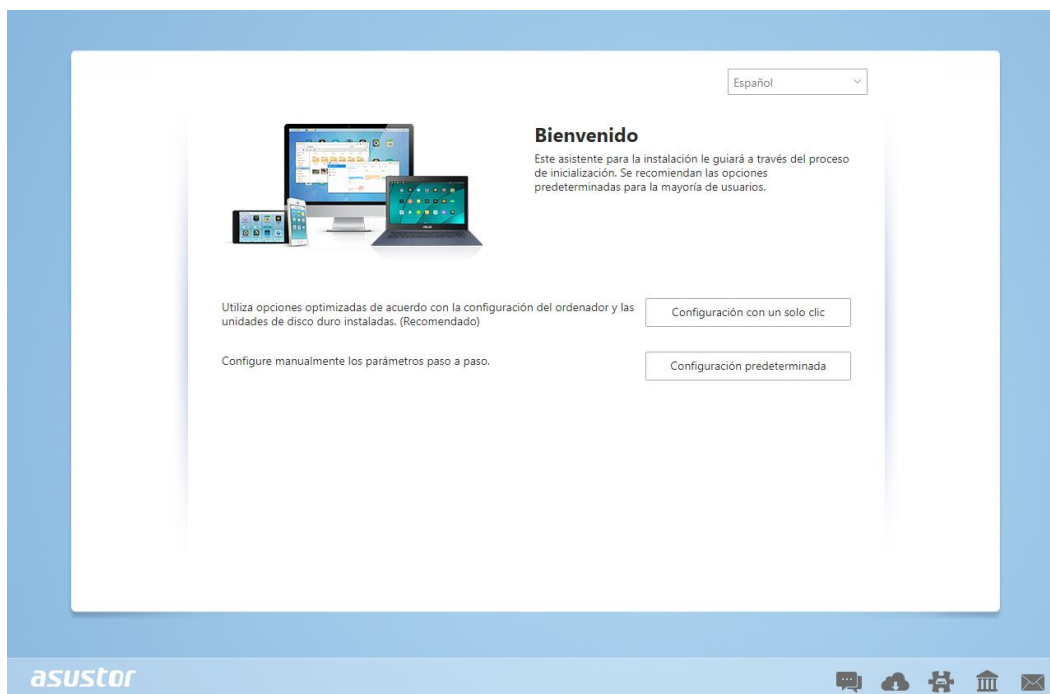 Español
Bienvenido
Este asistente para la instalación le guiará a través del proceso
de inicialización. Se recomiendan las opciones
predeterminadas para la mayoría de usuarios.
Utiliza opciones optimizadas de acuerdo con la configuración del ordenador y las
unidades de disco duro instaladas. (Recomendado)
Configuración con un solo clic
Configure manualmente los parámetros paso a paso.
Configuración predeterminada
asustor